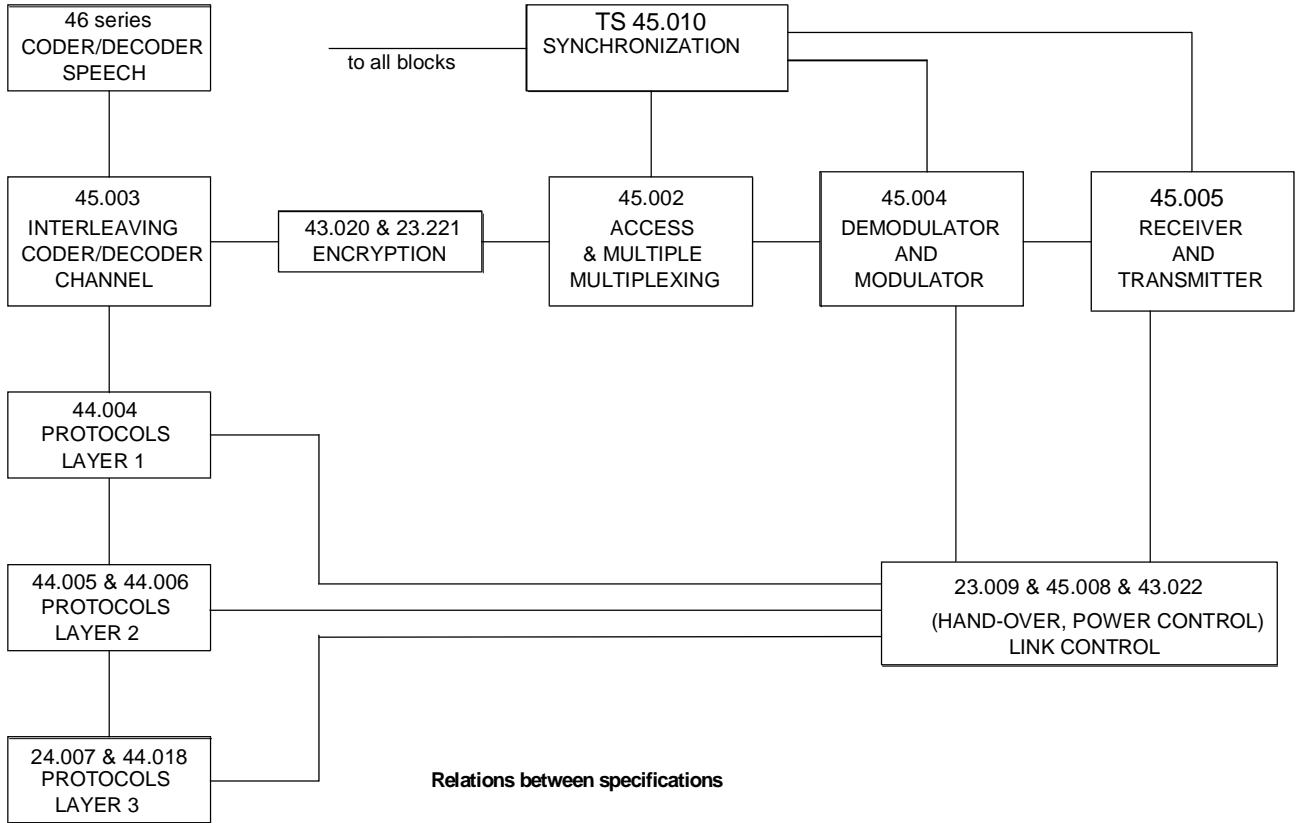 46 series
CODER/DECODER
SPEECH
TS 45.010
SYNCHRONIZATION
to all blocks
45.003
INTERLEAVING
CODER/DECODER
CHANNEL
43.020 & 23.221
ENCRYPTION
45.002
ACCESS
& MULTIPLE
MULTIPLEXING
45.004
DEMODULATOR
AND
MODULATOR
45.005
RECEIVER
AND
TRANSMITTER
44.004
PROTOCOLS
LAYER 1
44.005 & 44.006
PROTOCOLS
LAYER 2
23.009 & 45.008 & 43.022
(HAND-OVER, POWER CONTROL)
LINK CONTROL
24.007 & 44.018
PROTOCOLS
LAYER 3
Relations between specifications